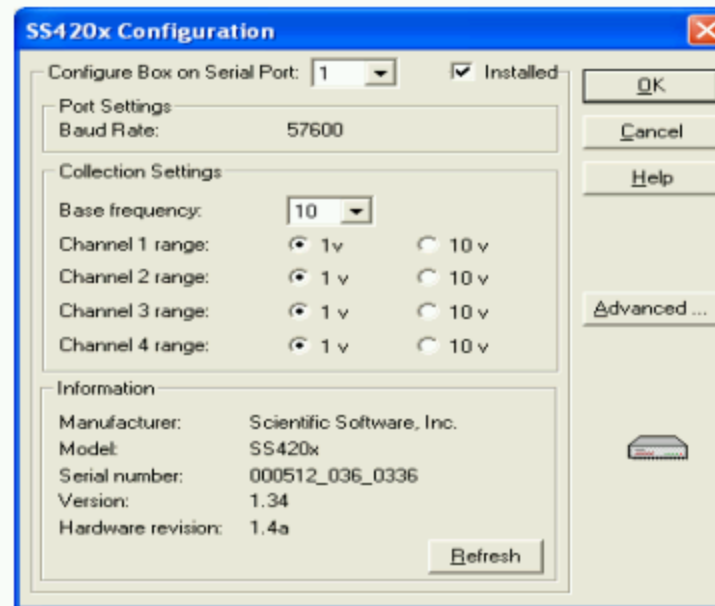 SS420x Configuration
Configure Box on Serial Port: 1 Installed
OK
Port Settings
Baud Rate: 57600
Cancel
Collection Settings
Help
Base frequency: 10
Channel 1 range: 1v 10 v
Channel 2 range: 1 v 10 v
Channel 3 range: 1 v 10 v
Advanced ...
Channel 4 range: 1 v 10 v
Information
Manufacturer: Scientific Software, Inc.
Model: SS420x
Serial number: 000512_036_0336
Version: 1.34
Hardware revision: 1.4a
Refresh